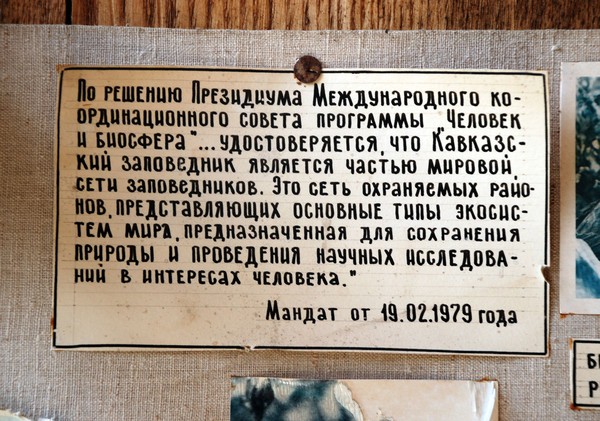 По решению Президиума Международного ко-
ординационного совета программы „Человек
и биосфера"... удостоверяется, что Кавказс-
кий заповедник является частью мировой
сети заповедников. Это сеть охраняемых райо-
нов, представляющих основные типы экосис-
тем мира, предназначенная для сохранения
природы и проведения научных исследова-
ний в интересах человека."
Мандат от 19.02.1979 года